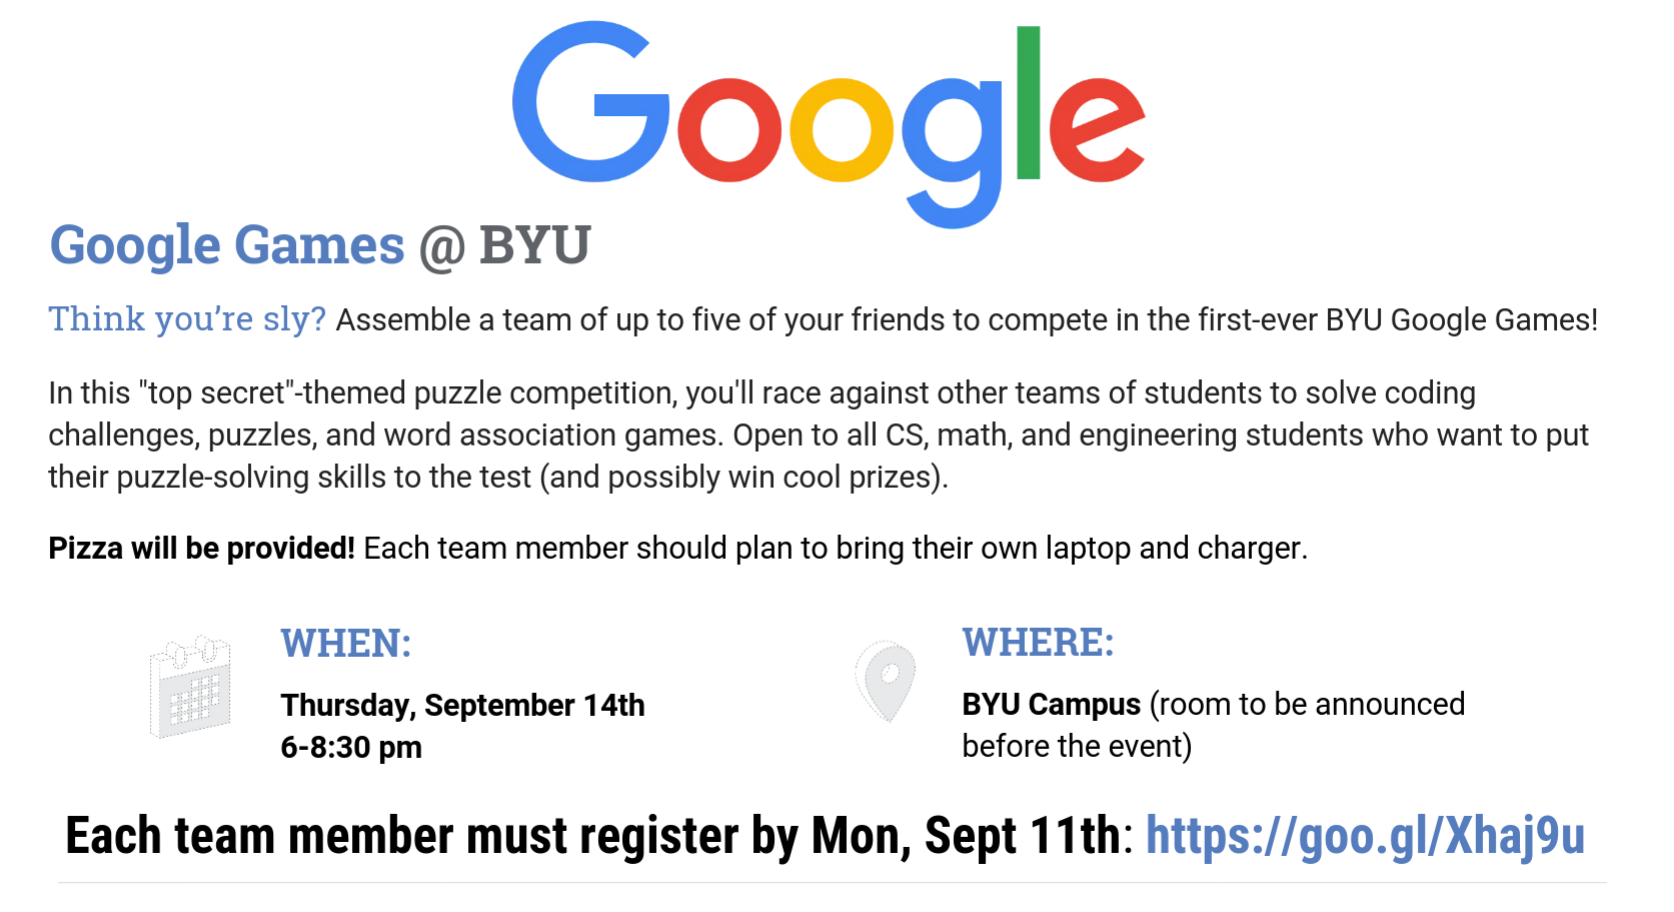 Google
Google Games @ BYU
Think you're sly? Assemble a team of up to five of your friends to compete in the first-ever BYU Google Games!
In this "top secret"-themed puzzle competition, you'll race against other teams of students to solve coding
challenges, puzzles, and word association games. Open to all CS, math, and engineering students who want to put
their puzzle-solving skills to the test (and possibly win cool prizes).
Pizza will be provided! Each team member should plan to bring their own laptop and charger.
WHEN:
Thursday, September 14th
6-8:30 pm
WHERE:
BYU Campus (room to be announced
before the event)
Each team member must register by Mon, Sept 11th: https://goo.gl/Xhaj9u